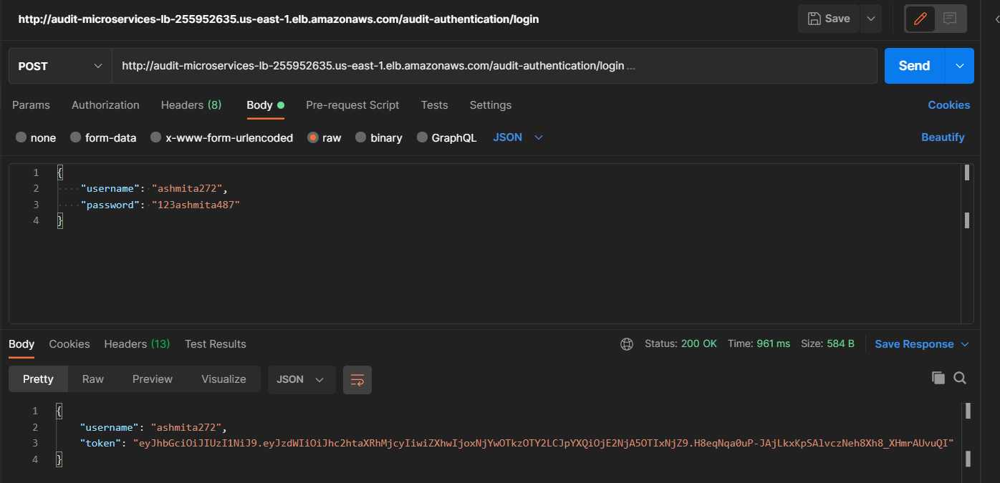 http://audit-microservices-lb-255952635.us-east-1.elb.amazonaws.com/audit-authentication/login
Save
POST
http://audit-microservices-lb-255952635.us-east-1.elb.amazonaws.com/audit-authentication/login ...
Send
Params Authorization Headers (8) Body Pre-request Script Tests Settings Cookies
none form-data x-www-form-urlencoded raw binary GraphQL JSON Beautify
1 {
2 ····"username":·"ashmita272",
3 ····"password":·"123ashmita487"
4 }
Body Cookies Headers (13) Test Results Status: 200 OK Time: 961 ms Size: 584 B Save Response
Pretty Raw Preview Visualize JSON
1 {
2 "username": "ashmita272",
3 "token": "eyJhbGciOiJIUzI1NiJ9.eyJzdWIiOiJhc2htaXRhMjcyIiwiZXhwIjoxNjYwOTkzOTY2LCJpYXQiOjE2NjA5OTIxNjZ9.H8eqNqa0uP-JAjLkxKpSAlvczNeh8Xh8_XHmrAUvuQI"
4 }